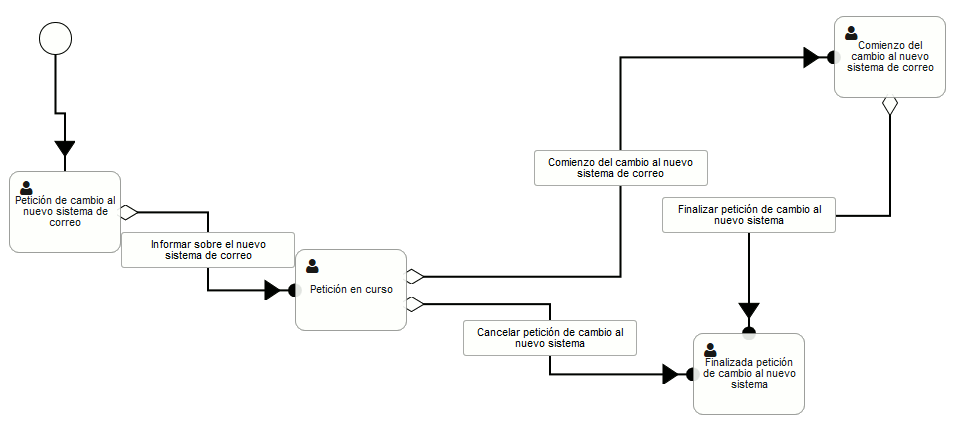 Comienzo del
cambio al nuevo
sistema de correo
Comienzo del cambio al nuevo
sistema de correo
Petición de cambio al
nuevo sistema de
correo
Finalizar petición de cambio al
nuevo sistema
Informar sobre el nuevo
sistema de correo
Petición en curso
Cancelar petición de cambio al
nuevo sistema
Finalizada petición
de cambio al nuevo
sistema